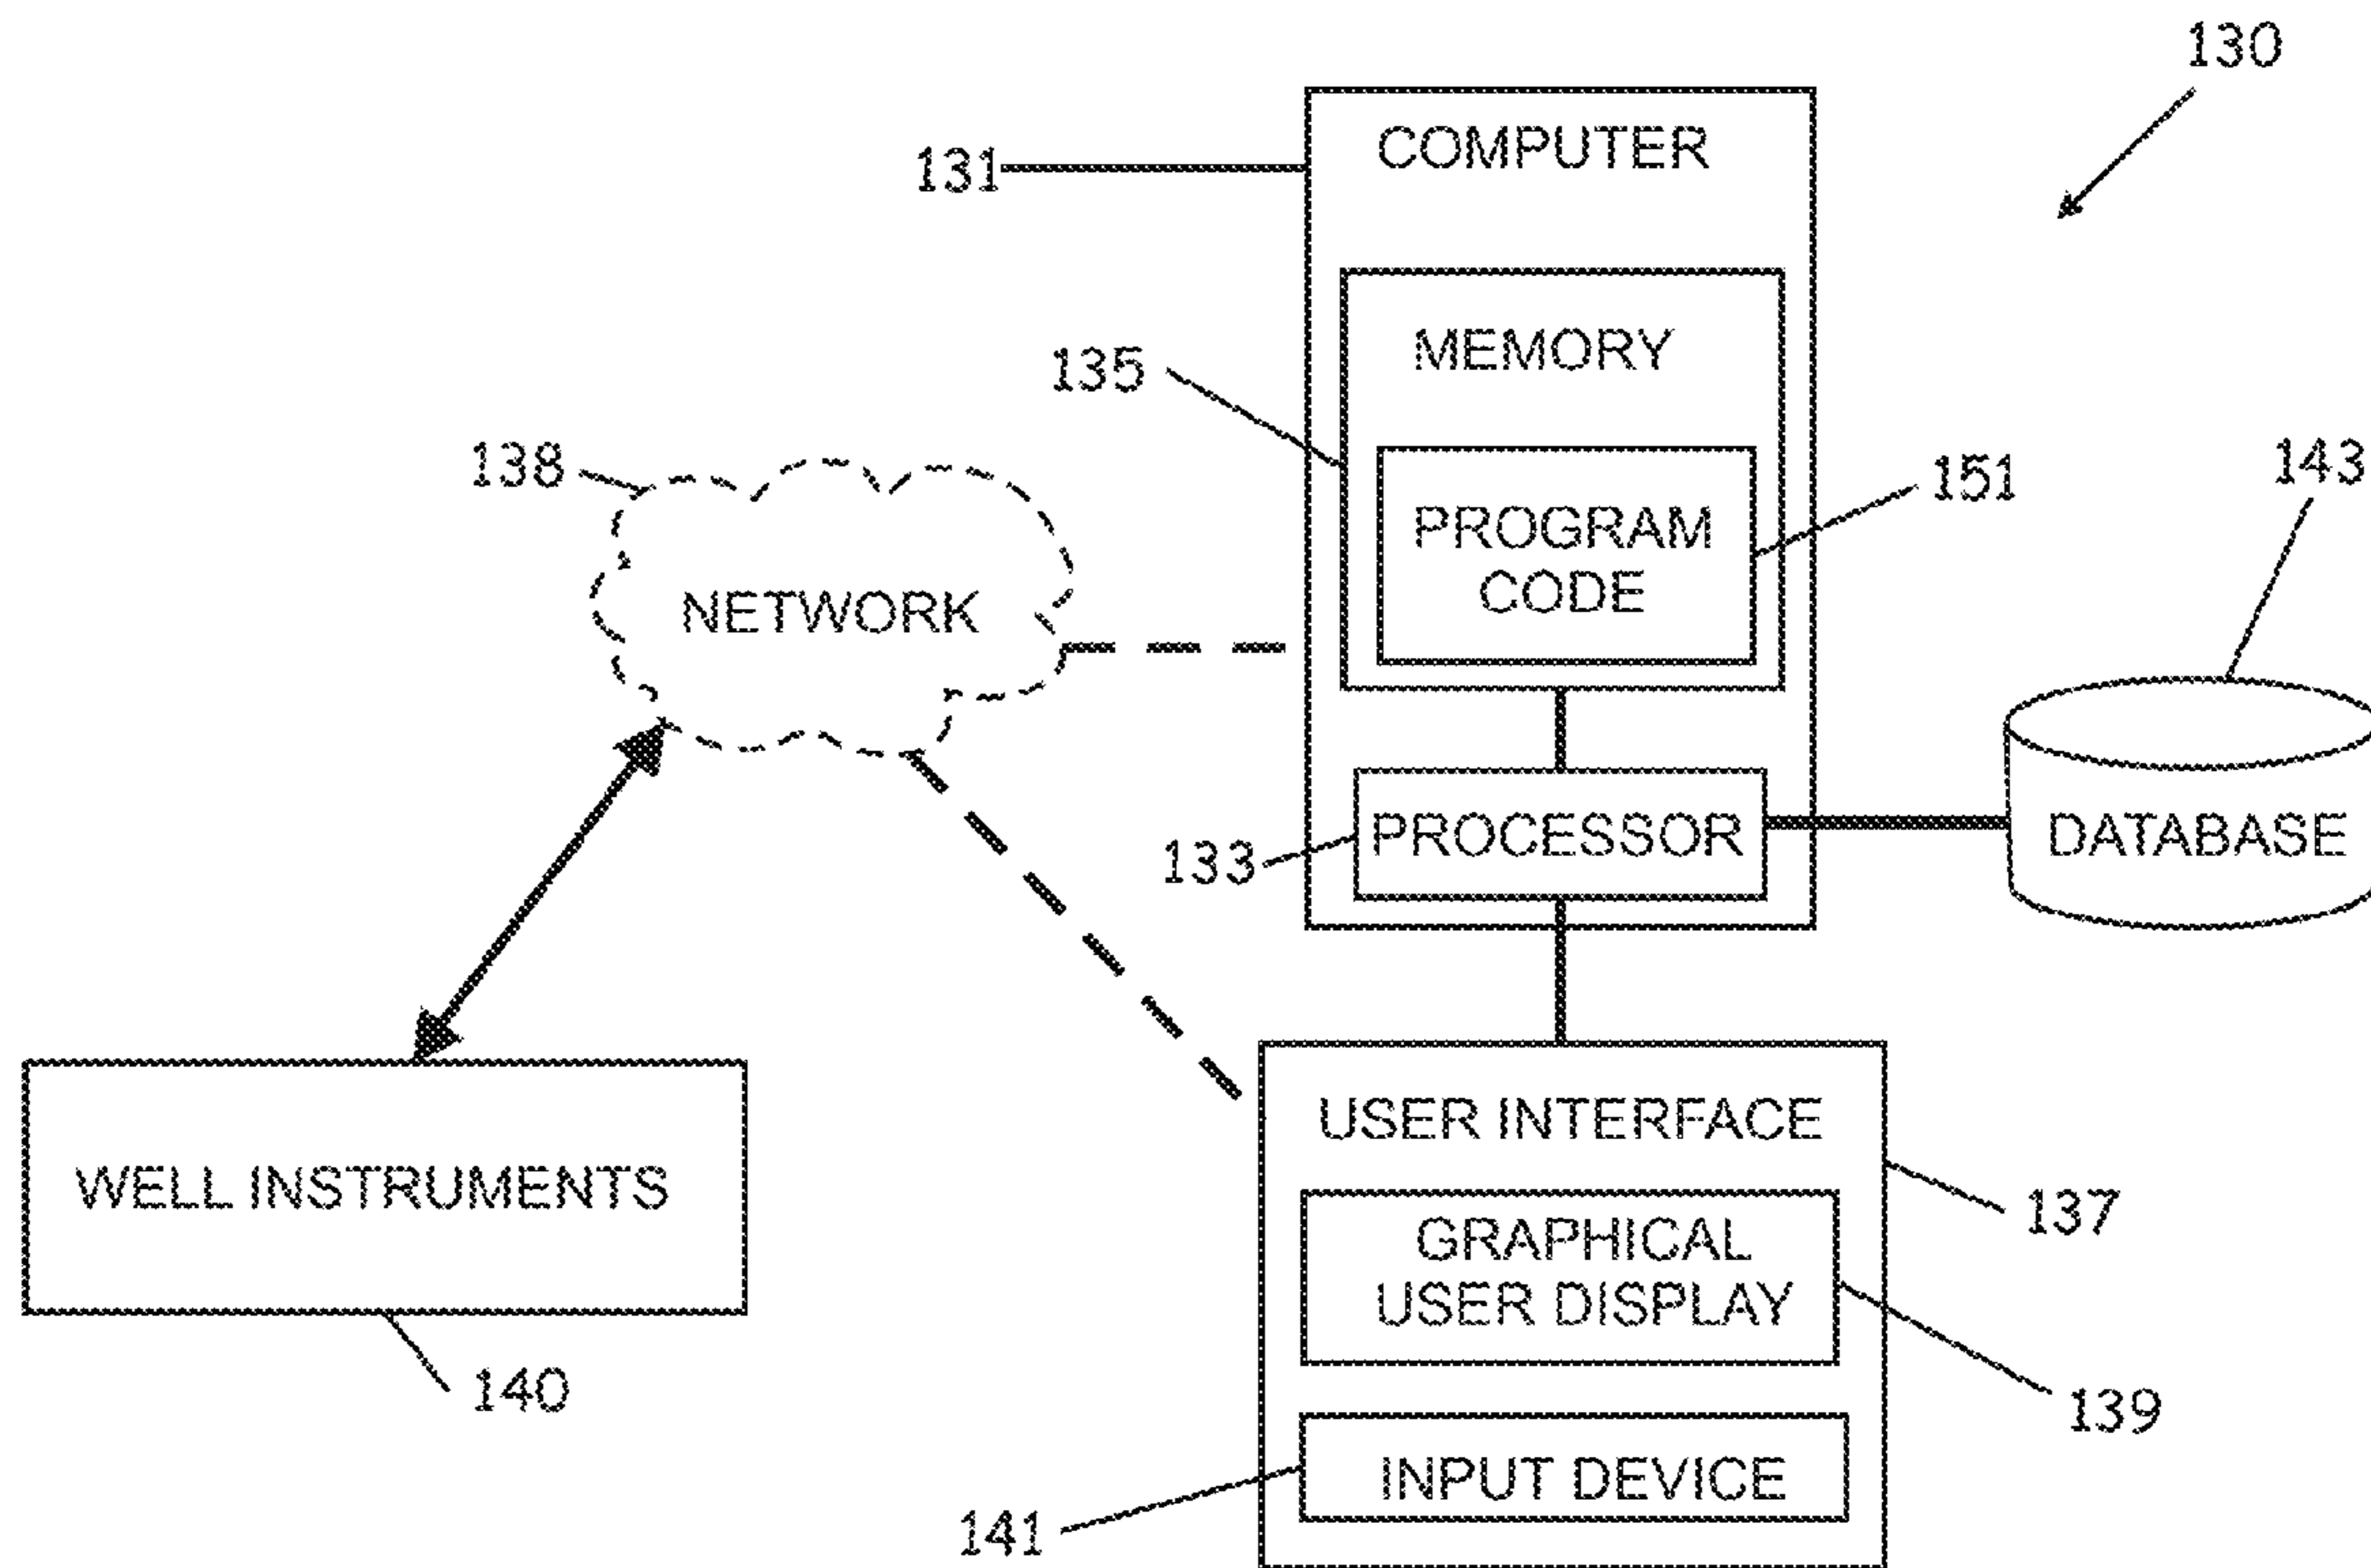 130
COMPUTER
131
MEMORY
135
138
151
143
PROGRAM
CODE
NETWORK
133
PROCESSOR
DATABASE
USER INTERFACE
WELL INSTRUMENTS
137
GRAPHICAL
USER DISPLAY
140
139
INPUT DEVICE
141